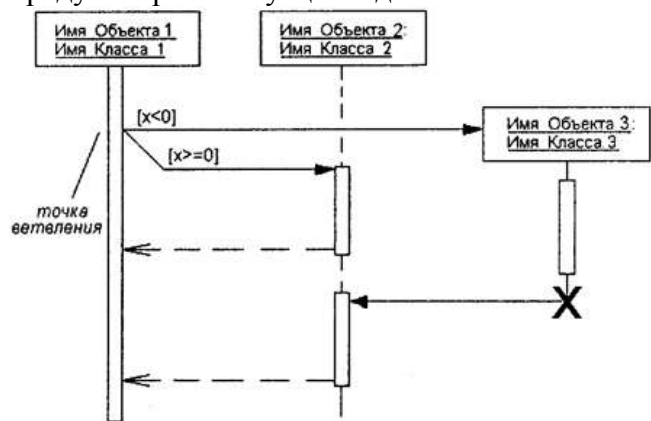 Имя Объекта 1
Имя Класса 1
Имя Объекта 2:
Имя Класса 2
[x<0]
Имя Объекта 3:
Имя Класса 3
[x>=0]
точка
ветвления
X